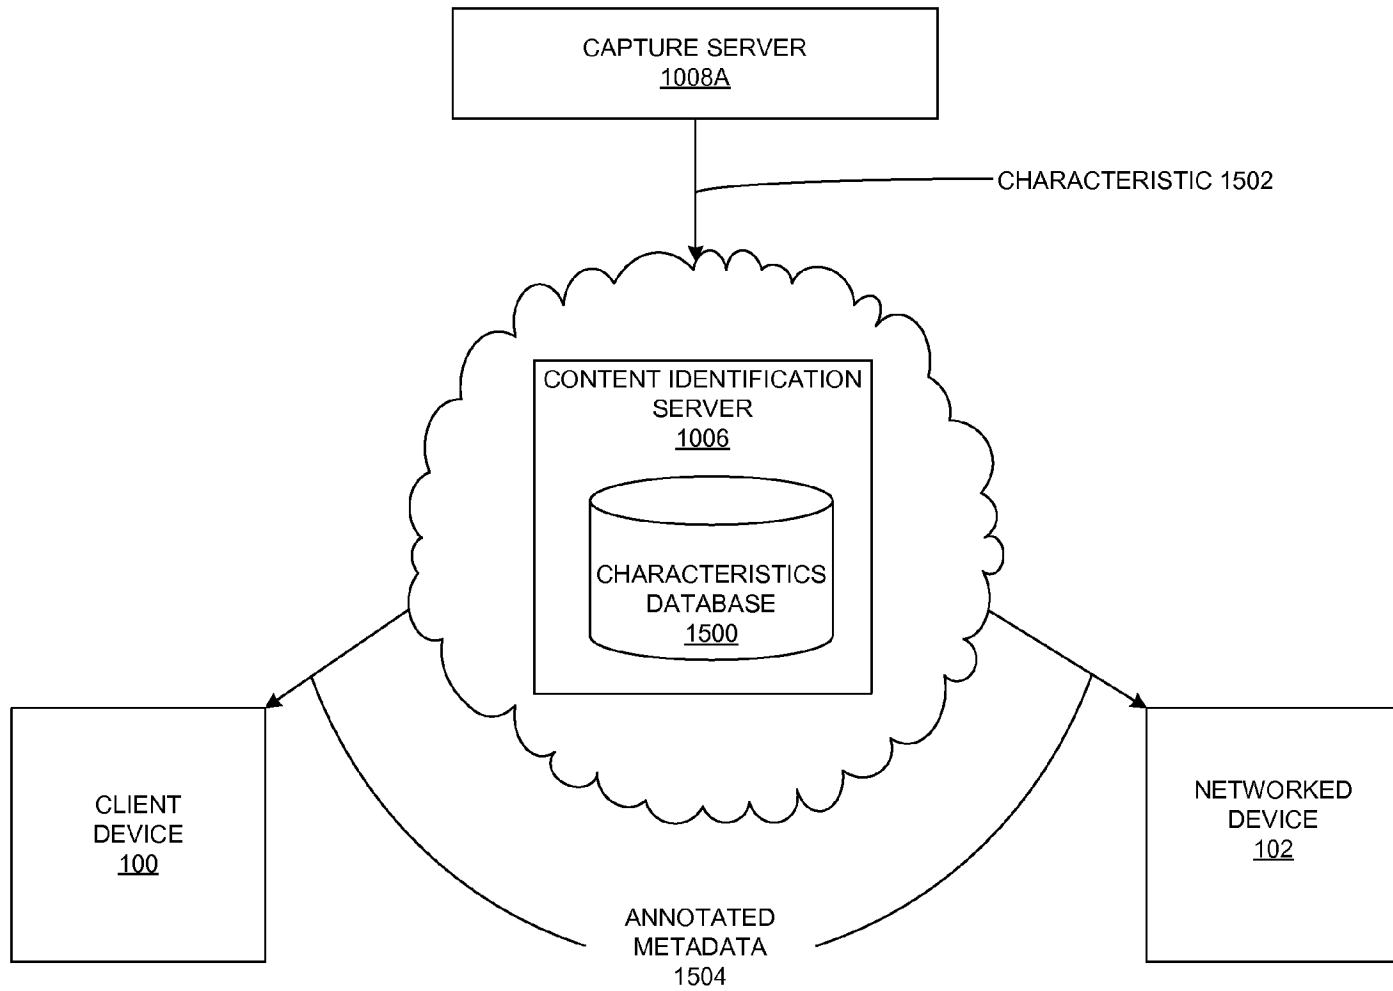 CAPTURE SERVER
1008A
CHARACTERISTIC 1502
CONTENT IDENTIFICATION
SERVER
1006
CHARACTERISTICS
DATABASE
1500
CLIENT
DEVICE
100
NETWORKED
DEVICE
102
ANNOTATED
METADATA
1504